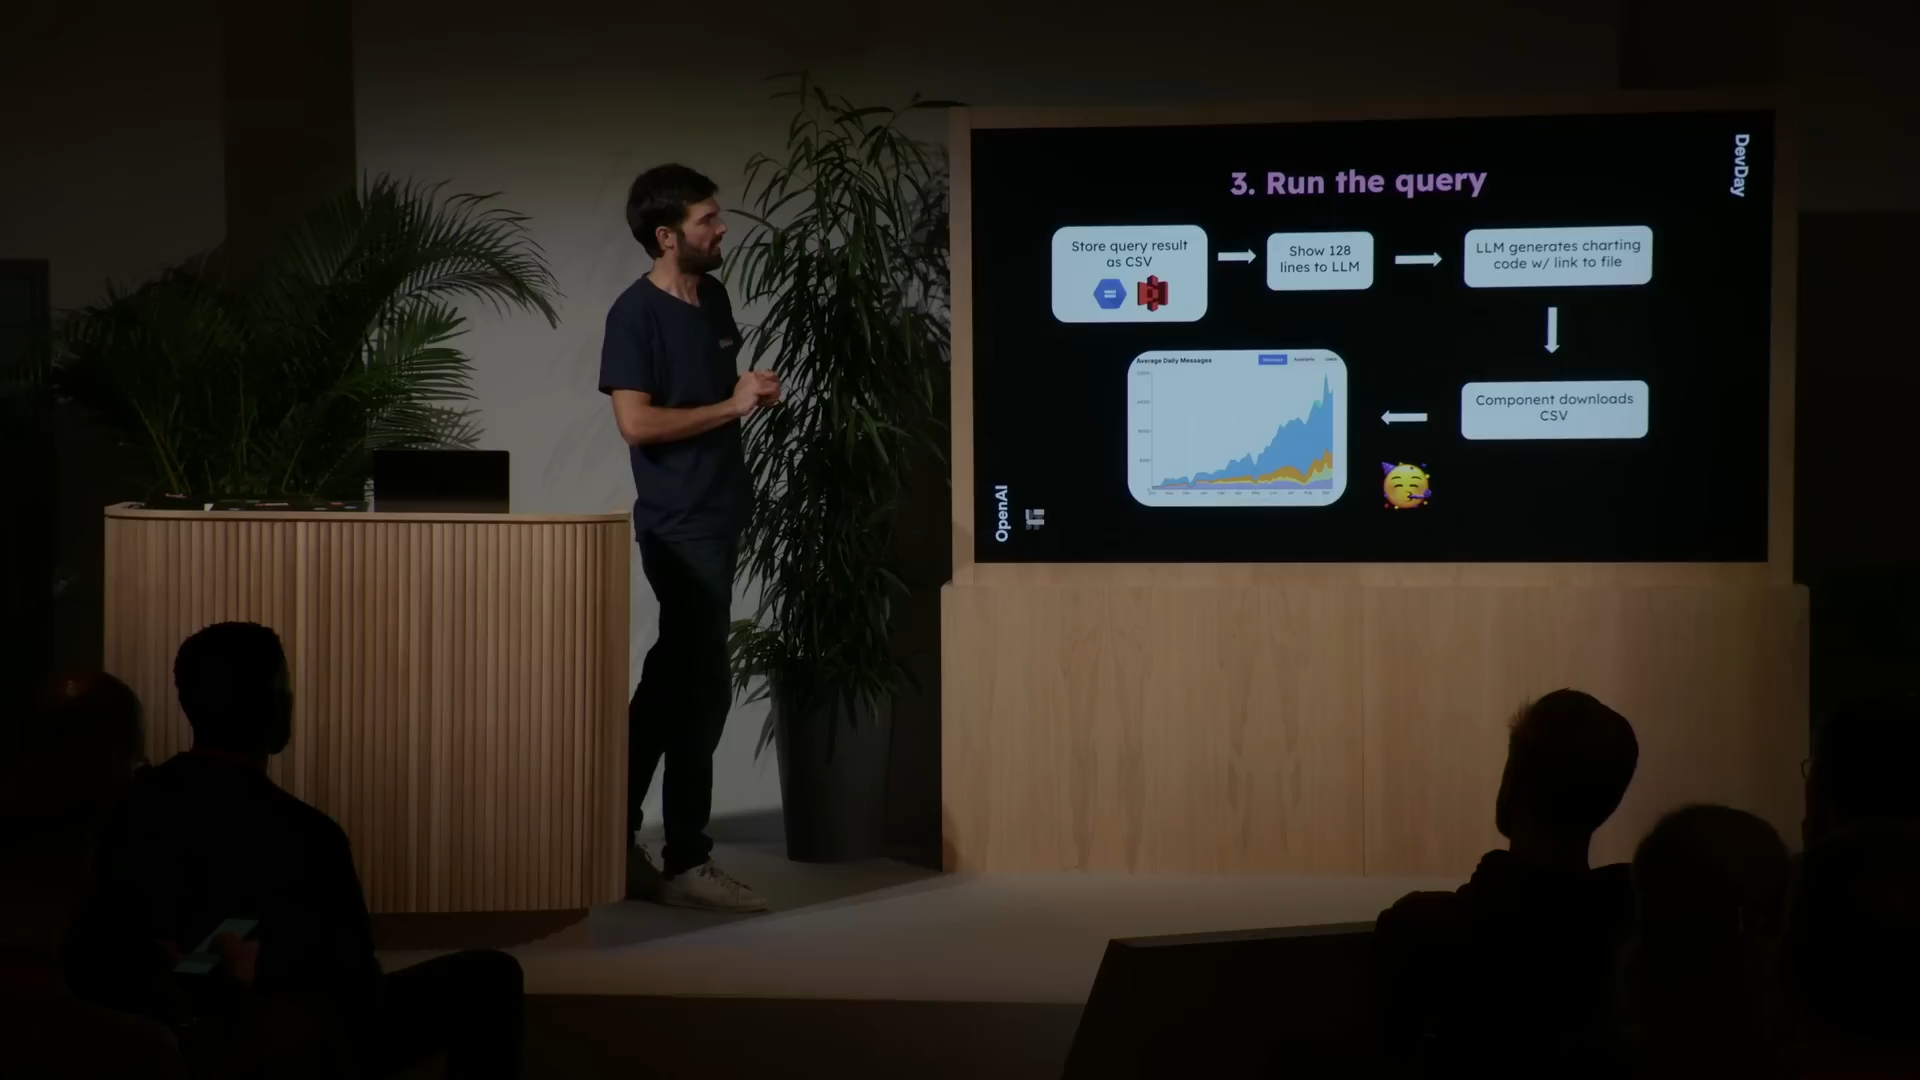 DevDay
3. Run the query
Store query result
as CSV
Show 128
lines to LLM
LLM generates charting
code w/ link to file
Component downloads
CSV
Average Daily Messages
OpenAI